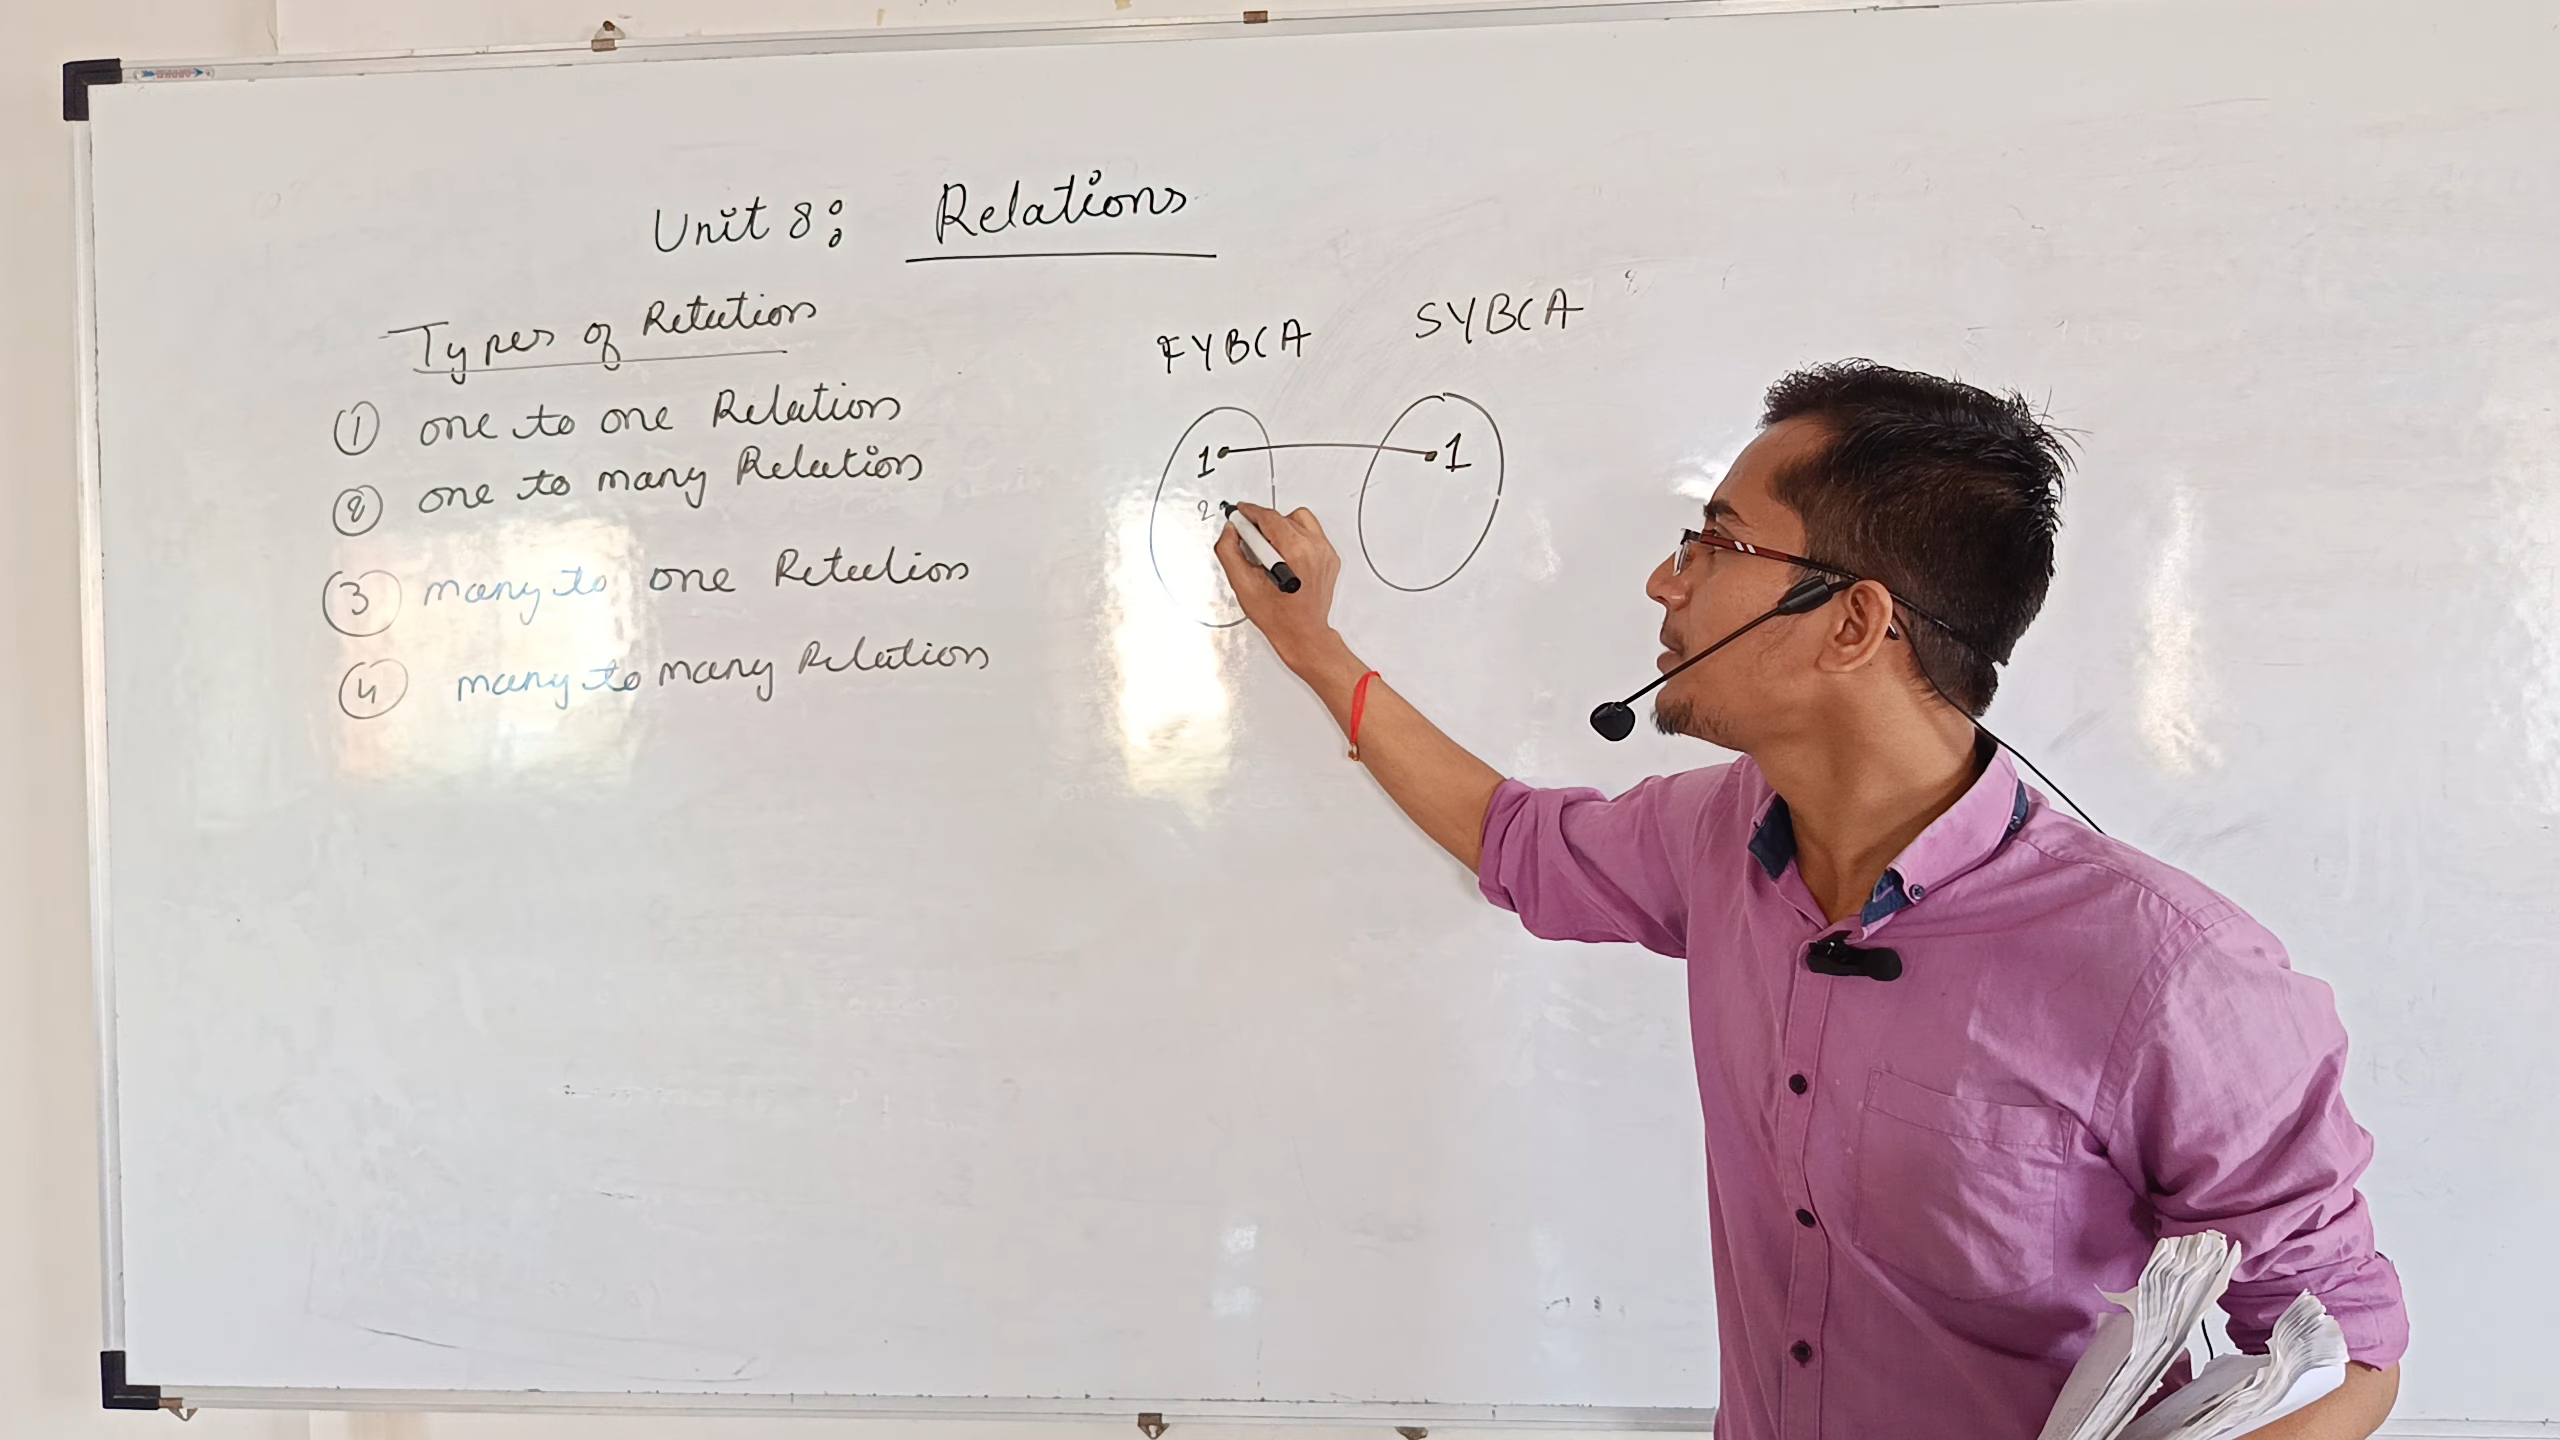 Unit 8: Relations
Types of Relation
① one to one Relation
② one to many Relation
③ many to one Relation
④ many to many Relation
FYBCA SYBCA
1 1
2